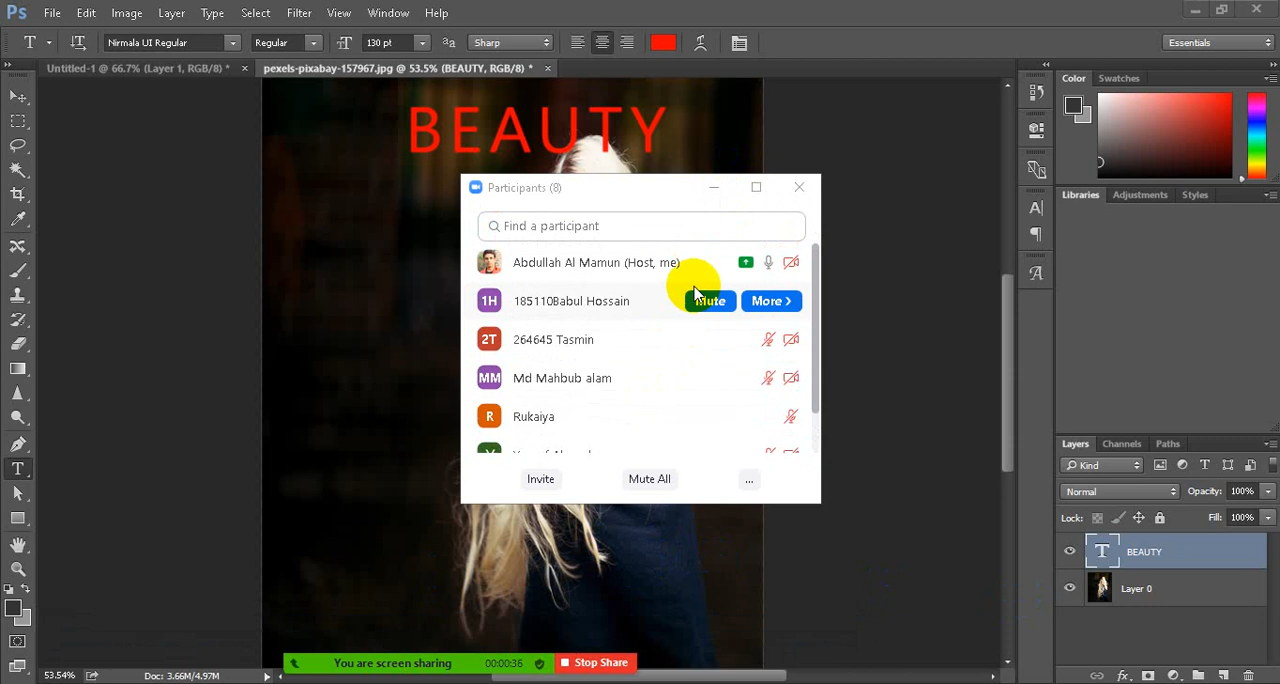 Ps File Edit Image Layer Type Select Filter View Window Help
T Nirmala UI Regular Regular 130 pt Sharp Essentials
Untitled-1 @ 66.7% (Layer 1, RGB/8) * × pexels-pixabay-157967.jpg @ 53.5% (BEAUTY, RGB/8) * ×
Color Swatches
BEAUTY
Participants (8)
Find a participant
Abdullah Al Mamun (Host, me)
1H 185110Babul Hossain Mute More >
2T 264645 Tasmin
MM Md Mahbub alam
R Rukaiya
Invite Mute All ...
Libraries Adjustments Styles
Layers Channels Paths
Kind
Normal Opacity: 100%
Lock: Fill: 100%
T BEAUTY
Layer 0
You are screen sharing 00:00:36 Stop Share
53.54% Doc: 3.66M/4.97M